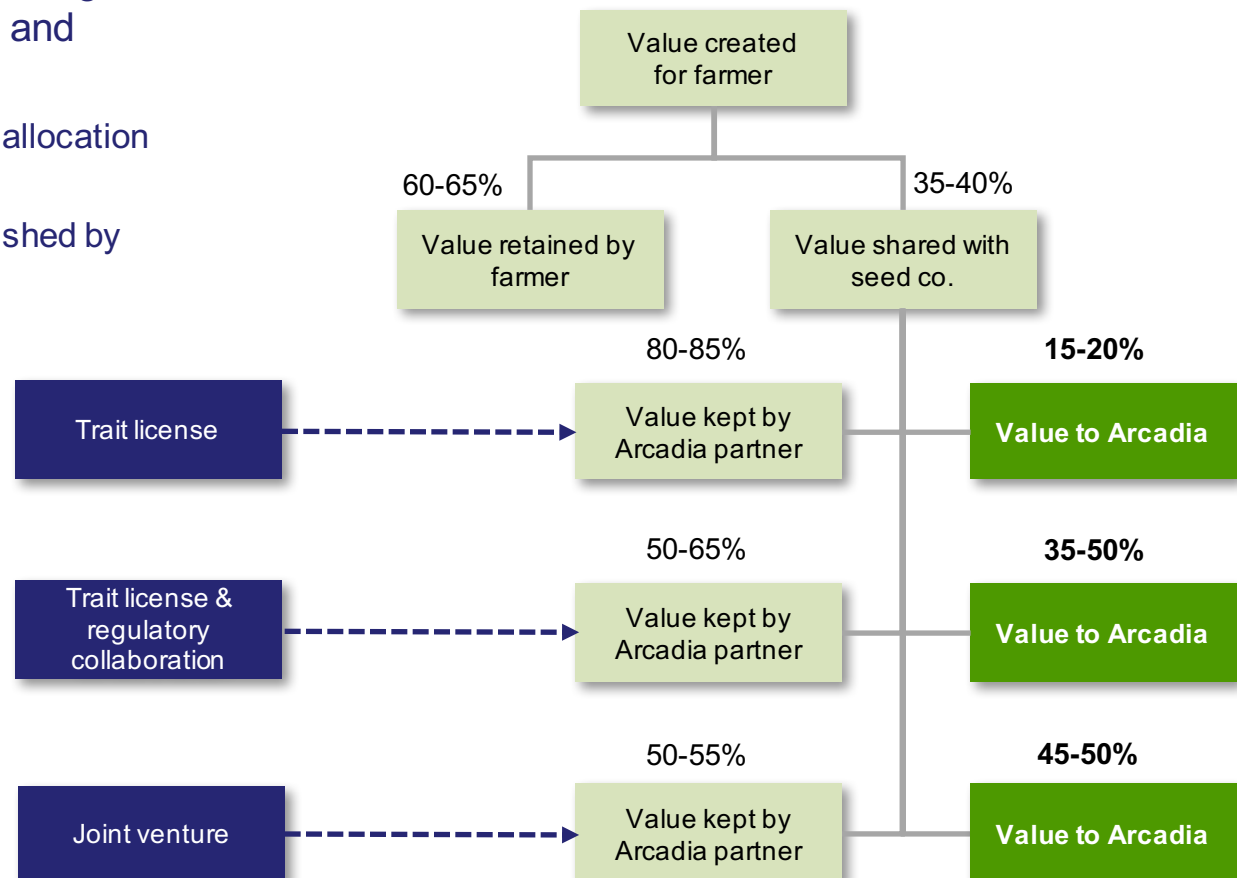 and
allocation
shed by
Value created
for farmer
60-65%
35-40%
Value retained by
farmer
Value shared with
seed co.
80-85%
15-20%
Trait license
Value kept by
Arcadia partner
Value to Arcadia
50-65%
35-50%
Trait license &
regulatory
collaboration
Value kept by
Arcadia partner
Value to Arcadia
50-55%
45-50%
Joint venture
Value kept by
Arcadia partner
Value to Arcadia